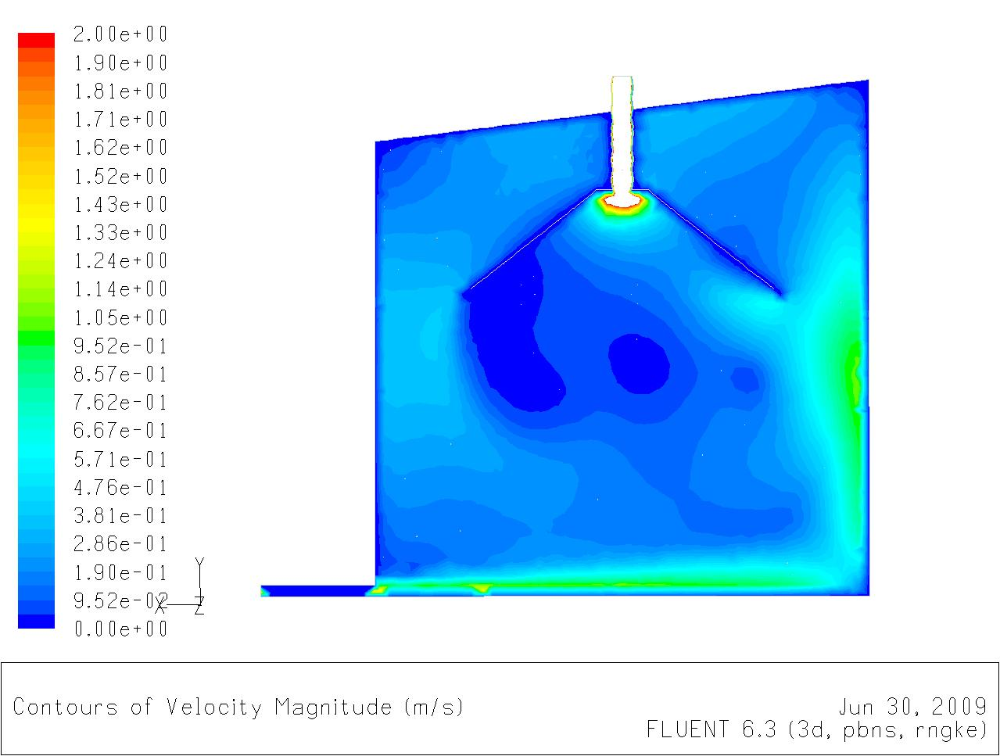 2.00e+00
1.90e+00
1.81e+00
1.71e+00
1.62e+00
1.52e+00
1.43e+00
1.33e+00
1.24e+00
1.14e+00
1.05e+00
9.52e-01
8.57e-01
7.62e-01
6.67e-01
5.71e-01
4.76e-01
3.81e-01
2.86e-01
1.90e-01
9.52e-02
0.00e+00
Y
X Z
Contours of Velocity Magnitude (m/s)
Jun 30, 2009
FLUENT 6.3 (3d, pbns, rngke)